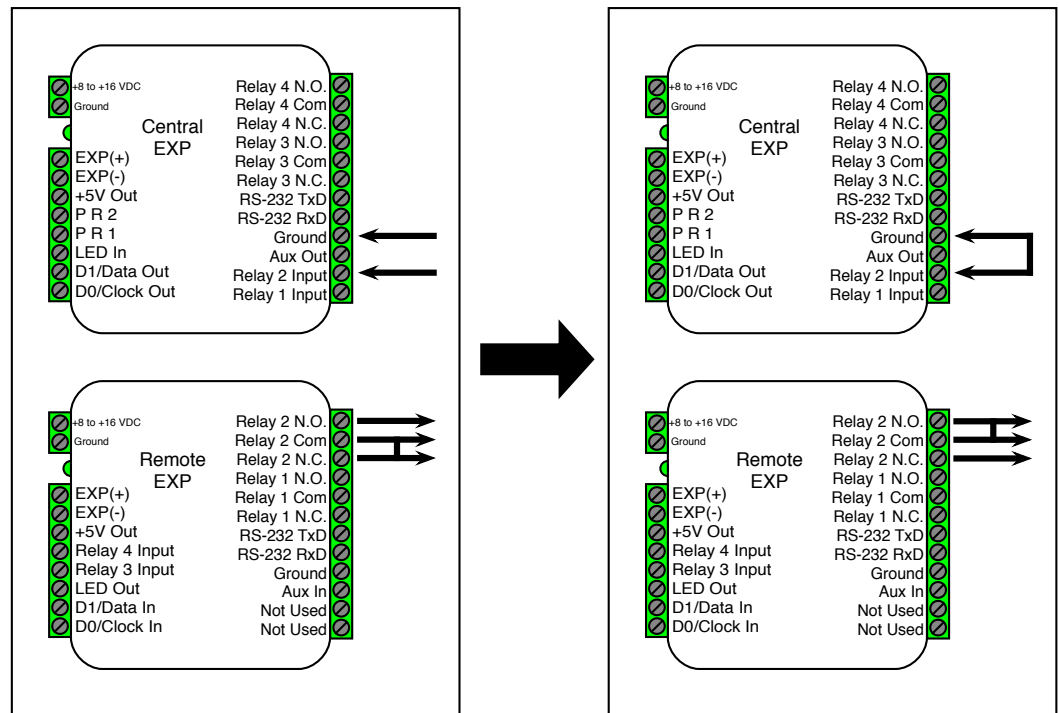 +8 to +16 VDC
Ground
Central
EXP
EXP(+)
EXP(-)
+5V Out
P R 2
P R 1
LED In
D1/Data Out
D0/Clock Out
Relay 4 N.O.
Relay 4 Com
Relay 4 N.C.
Relay 3 N.O.
Relay 3 Com
Relay 3 N.C.
RS-232 TxD
RS-232 RxD
Ground
Aux Out
Relay 2 Input
Relay 1 Input
+8 to +16 VDC
Ground
Remote
EXP
EXP(+)
EXP(-)
+5V Out
Relay 4 Input
Relay 3 Input
LED Out
D1/Data In
D0/Clock In
Relay 2 N.O.
Relay 2 Com
Relay 2 N.C.
Relay 1 N.O.
Relay 1 Com
Relay 1 N.C.
RS-232 TxD
RS-232 RxD
Ground
Aux In
Not Used
Not Used
+8 to +16 VDC
Ground
Central
EXP
EXP(+)
EXP(-)
+5V Out
P R 2
P R 1
LED In
D1/Data Out
D0/Clock Out
Relay 4 N.O.
Relay 4 Com
Relay 4 N.C.
Relay 3 N.O.
Relay 3 Com
Relay 3 N.C.
RS-232 TxD
RS-232 RxD
Ground
Aux Out
Relay 2 Input
Relay 1 Input
+8 to +16 VDC
Ground
Remote
EXP
EXP(+)
EXP(-)
+5V Out
Relay 4 Input
Relay 3 Input
LED Out
D1/Data In
D0/Clock In
Relay 2 N.O.
Relay 2 Com
Relay 2 N.C.
Relay 1 N.O.
Relay 1 Com
Relay 1 N.C.
RS-232 TxD
RS-232 RxD
Ground
Aux In
Not Used
Not Used